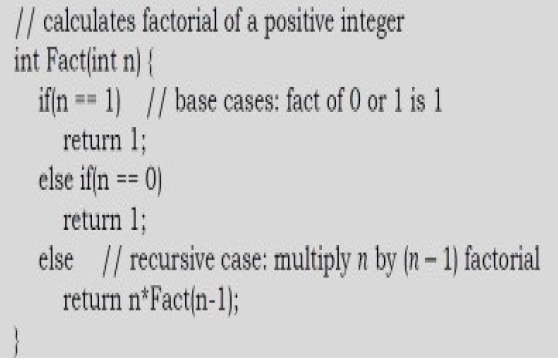 // calculates factorial of a positive integer
int Fact(int n) {
if(n == 1) // base cases: fact of 0 or 1 is 1
return 1;
else if(n == 0)
return 1;
else // recursive case: multiply n by (n – 1) factorial
return n*Fact(n-1);
}